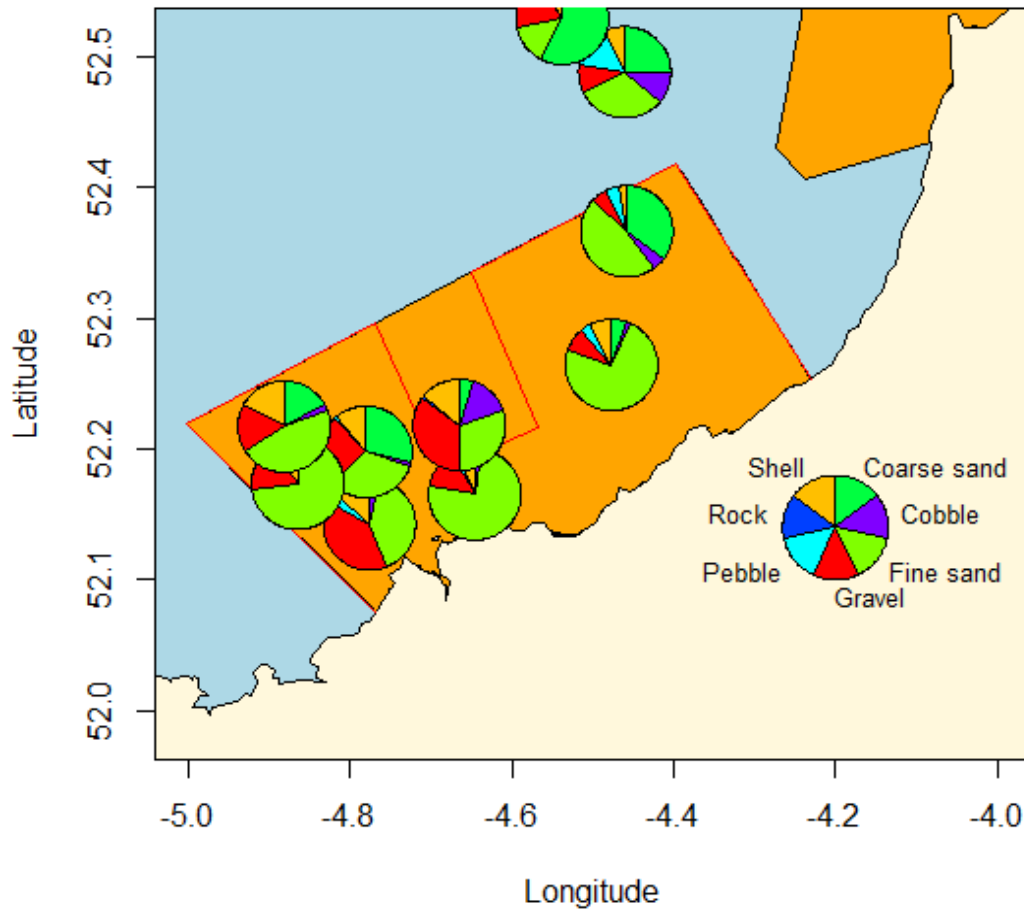 52.5
52.4
52.3
52.2
52.1
52.0
Latitude
Shell
Coarse sand
Rock
Cobble
Pebble
Fine sand
Gravel
-5.0
-4.8
-4.6
-4.4
-4.2
-4.0
Longitude